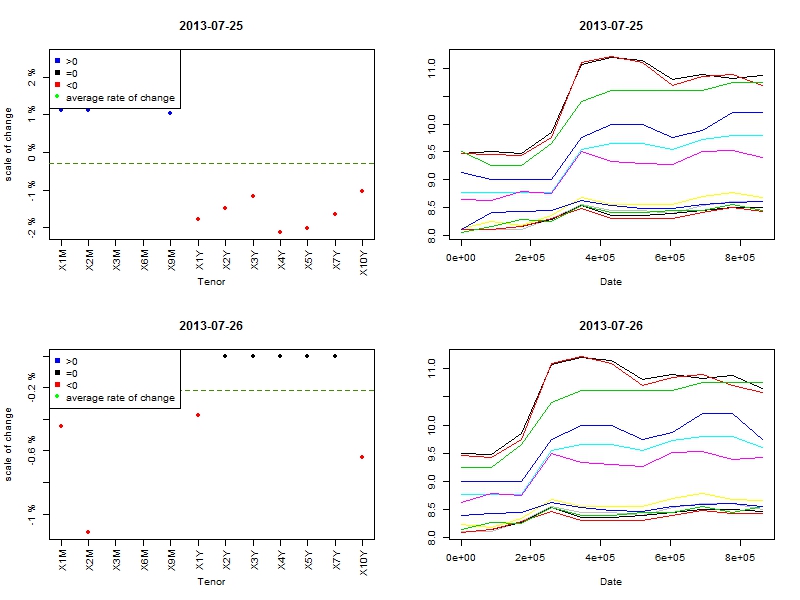 2013-07-25
scale of change
2 %
1 %
0 %
-1 %
-2 %
>0
=0
<0
average rate of change
X1M
X2M
X3M
X6M
X9M
X1Y
X2Y
X3Y
X4Y
X5Y
X7Y
X10Y
Tenor
2013-07-25
11.0
10.0
9.5
9.0
8.5
8.0
0e+00
2e+05
4e+05
6e+05
8e+05
Date
2013-07-26
scale of change
-0.2 %
-0.6 %
-1 %
>0
=0
<0
average rate of change
X1M
X2M
X3M
X6M
X9M
X1Y
X2Y
X3Y
X4Y
X5Y
X7Y
X10Y
Tenor
2013-07-26
11.0
10.0
9.5
9.0
8.5
8.0
0e+00
2e+05
4e+05
6e+05
8e+05
Date